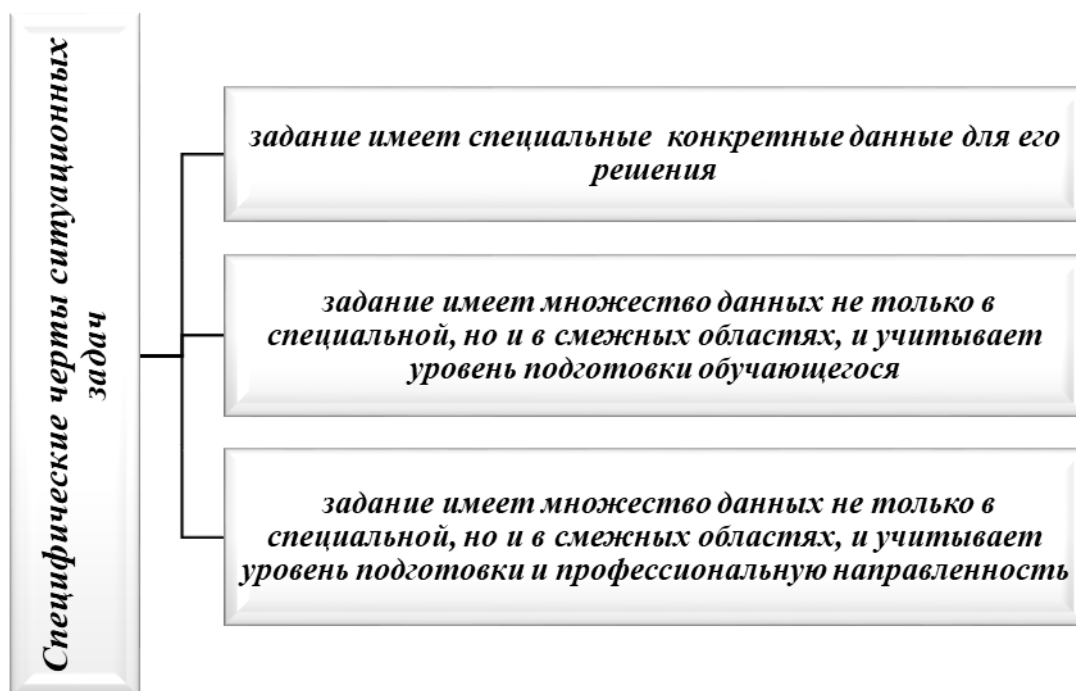 Специфические черты ситуационных
задач
задание имеет специальные конкретные данные для его
решения
задание имеет множество данных не только в
специальной, но и в смежных областях, и учитывает
уровень подготовки обучающегося
задание имеет множество данных не только в
специальной, но и в смежных областях, и учитывает
уровень подготовки и профессиональную направленность